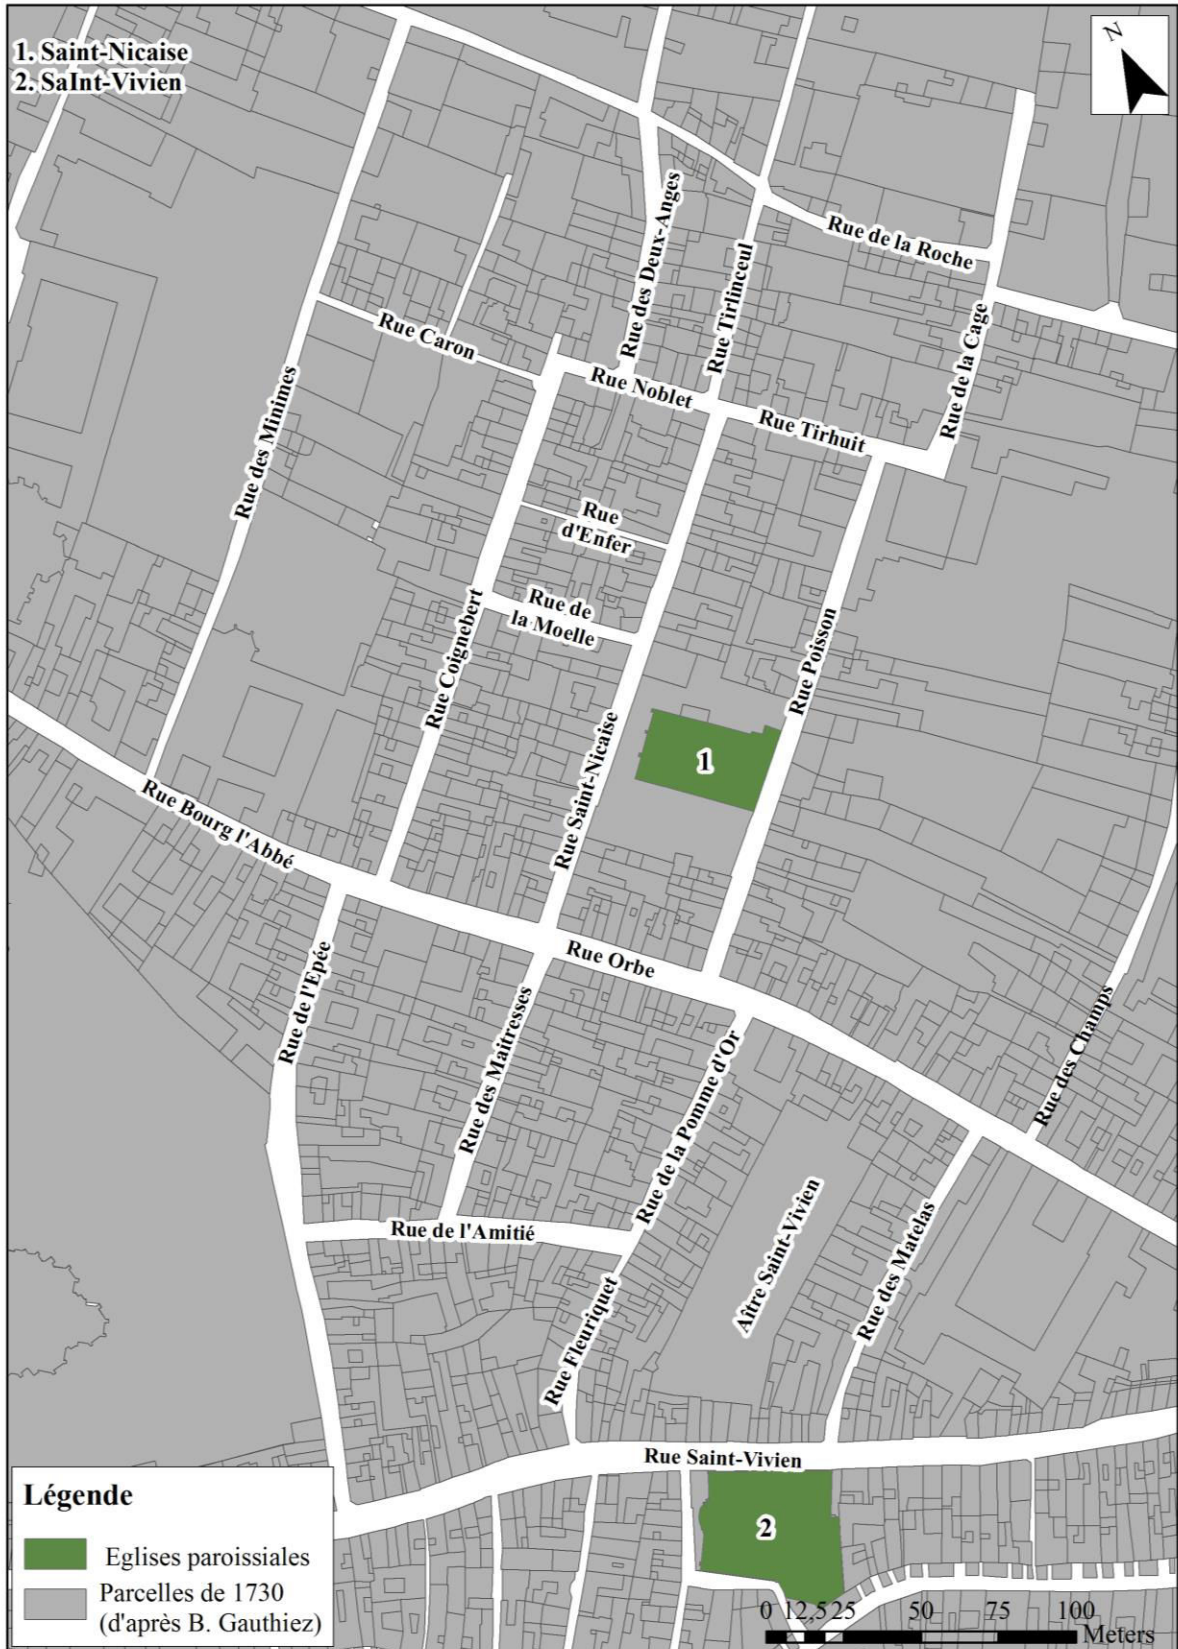 1. Saint-Nicaise
2. SaInt-Vivien
N
Rue des Deux-Anges
Rue de la Roche
Rue Tirlinceul
Rue Caron
Rue de la Cage
Rue Noblet
Rue Tirhuit
Rue des Minimes
Rue
d'Enfer
Rue de
la Moelle
Rue Coignebert
Rue Poisson
Rue Saint-Nicaise
1
Rue Bourg l'Abbé
Rue Orbe
Rue de l'Epée
Rue des Maitresses
Rue de la Pomme d'Or
Rue des Champs
Rue de l'Amitié
Aître Saint-Vivien
Rue des Matelas
Rue Fleuriquet
Rue Saint-Vivien
2
Légende
Eglises paroissiales
Parcelles de 1730
(d'après B. Gauthiez)
0 12,5 25 50 75 100
Meters